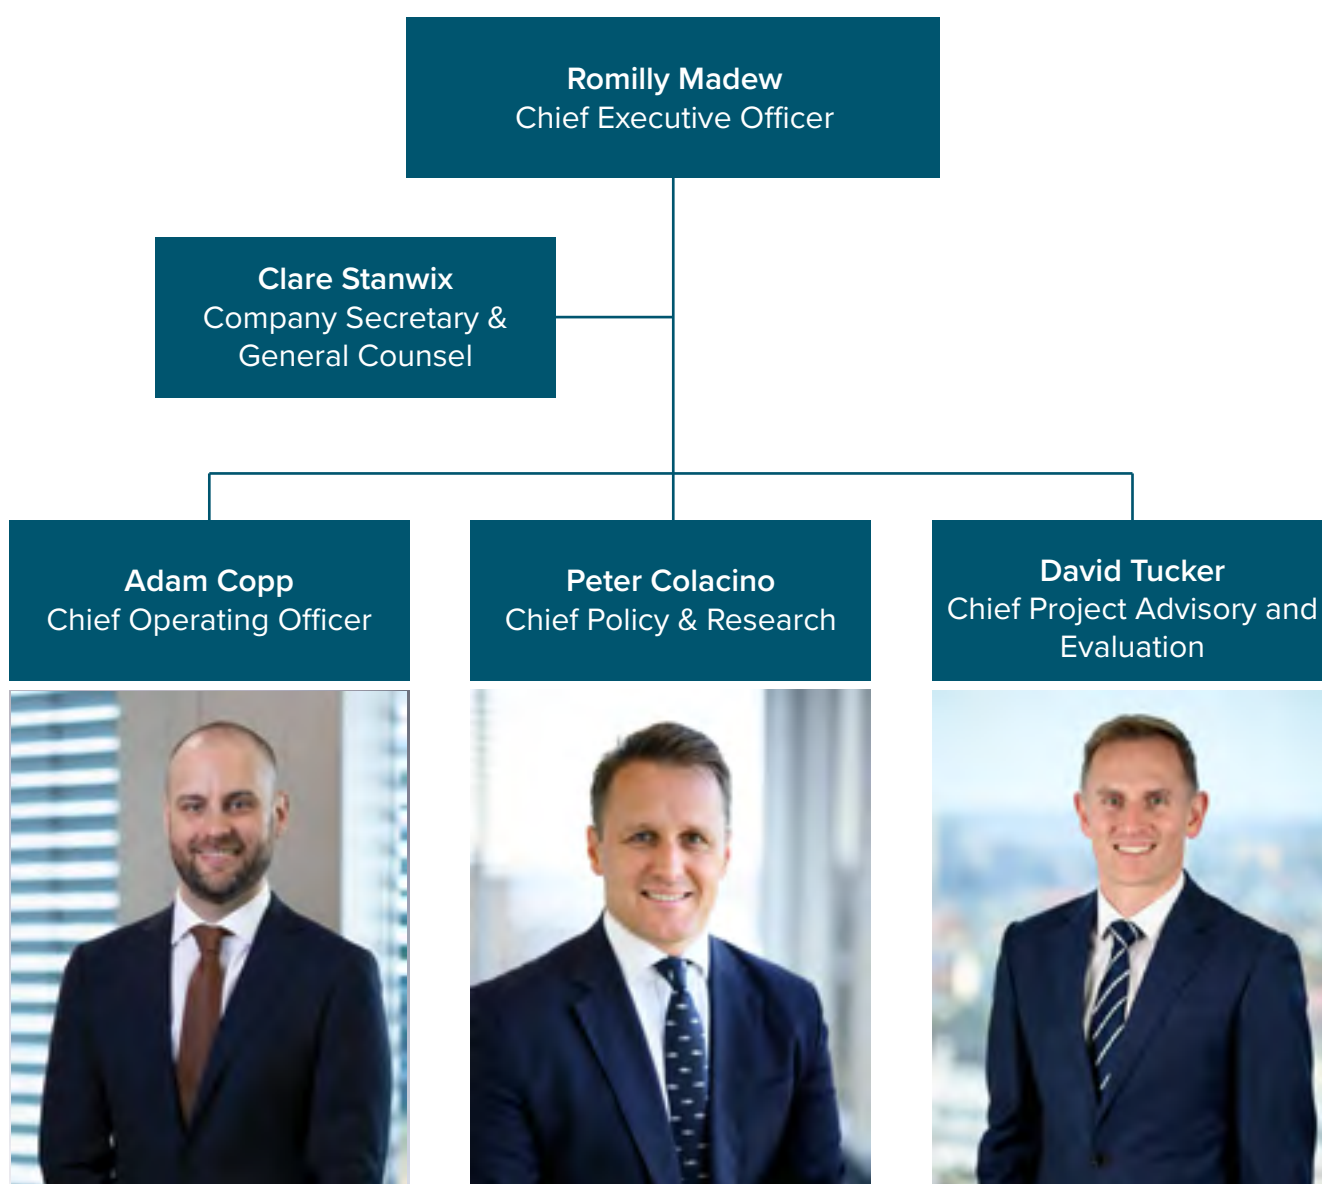 Romilly Madew
Chief Executive Officer
Clare Stanwix
Company Secretary &
General Counsel
Adam Copp
Chief Operating Officer
Peter Colacino
Chief Policy & Research
David Tucker
Chief Project Advisory and
Evaluation